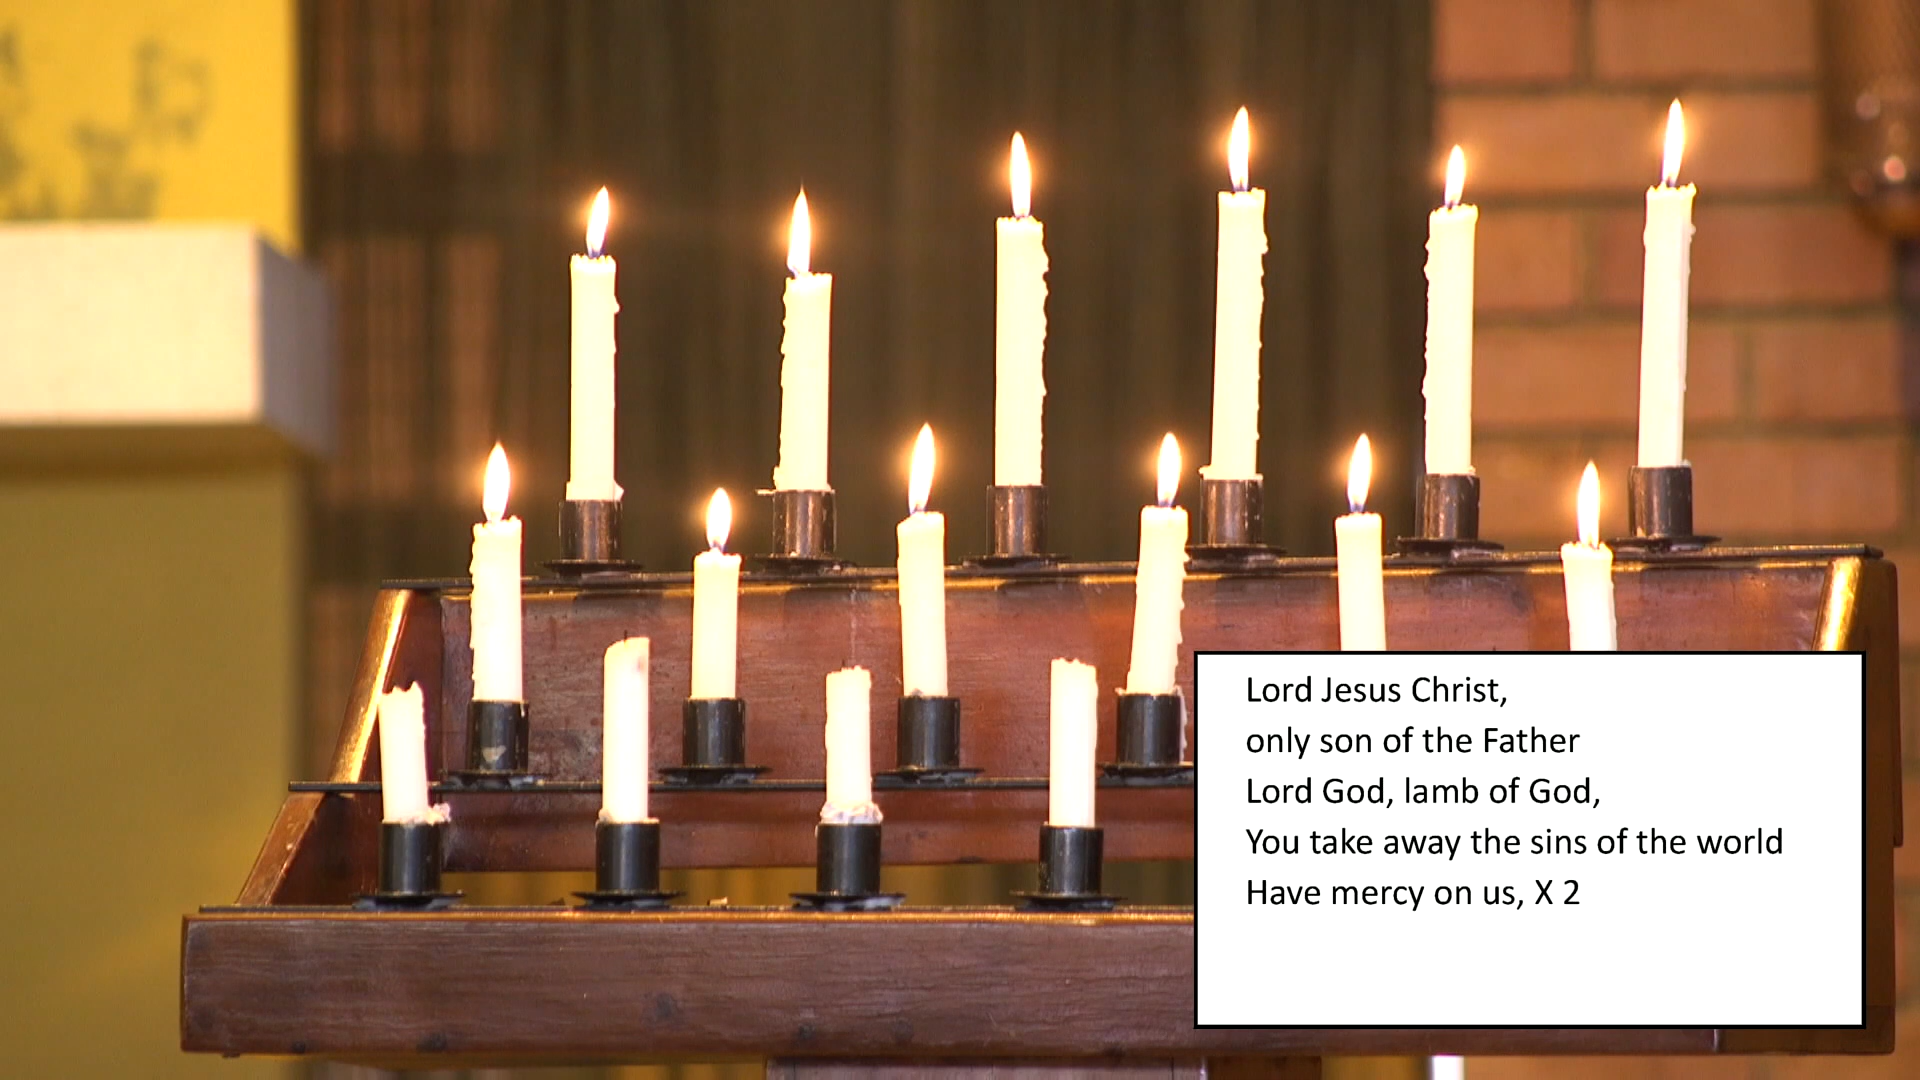 Lord Jesus Christ,
only son of the Father
Lord God, lamb of God,
You take away the sins of the world
Have mercy on us, X 2